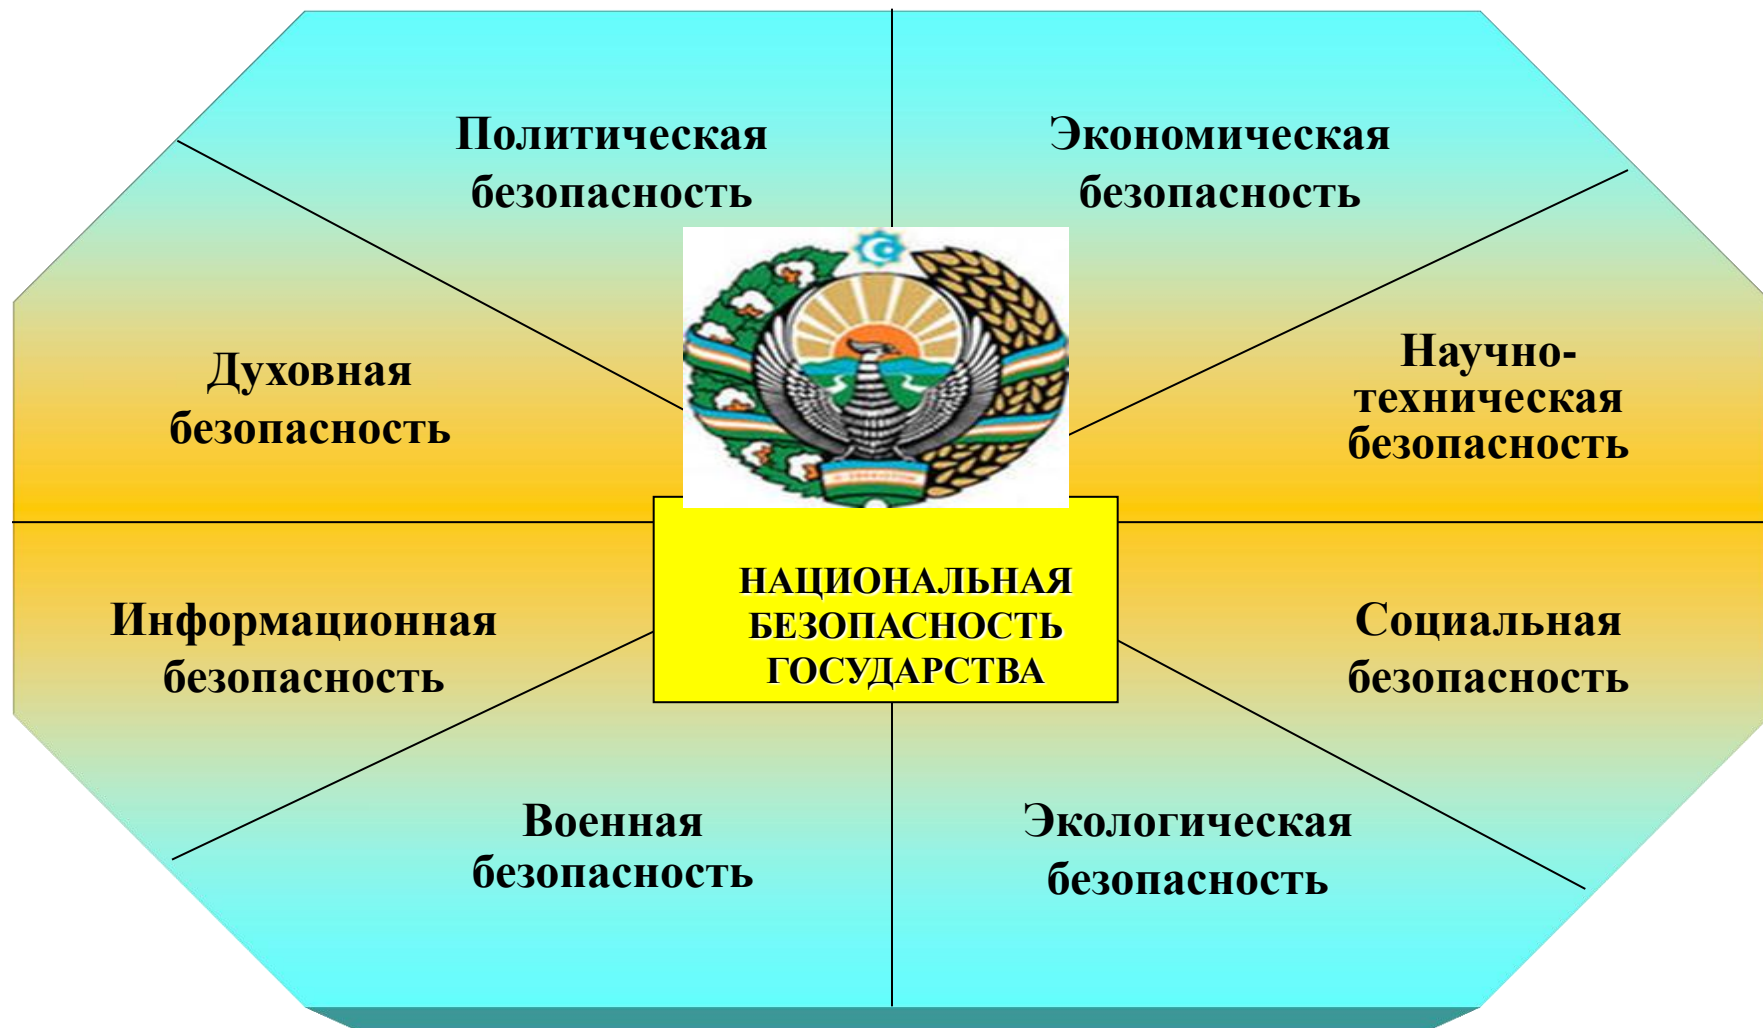 Политическая
безопасность
Экономическая
безопасность
Духовная
безопасность
Научно-
техническая
безопасность
НАЦИОНАЛЬНАЯ
БЕЗОПАСНОСТЬ
ГОСУДАРСТВА
Информационная
безопасность
Социальная
безопасность
Военная
безопасность
Экологическая
безопасность